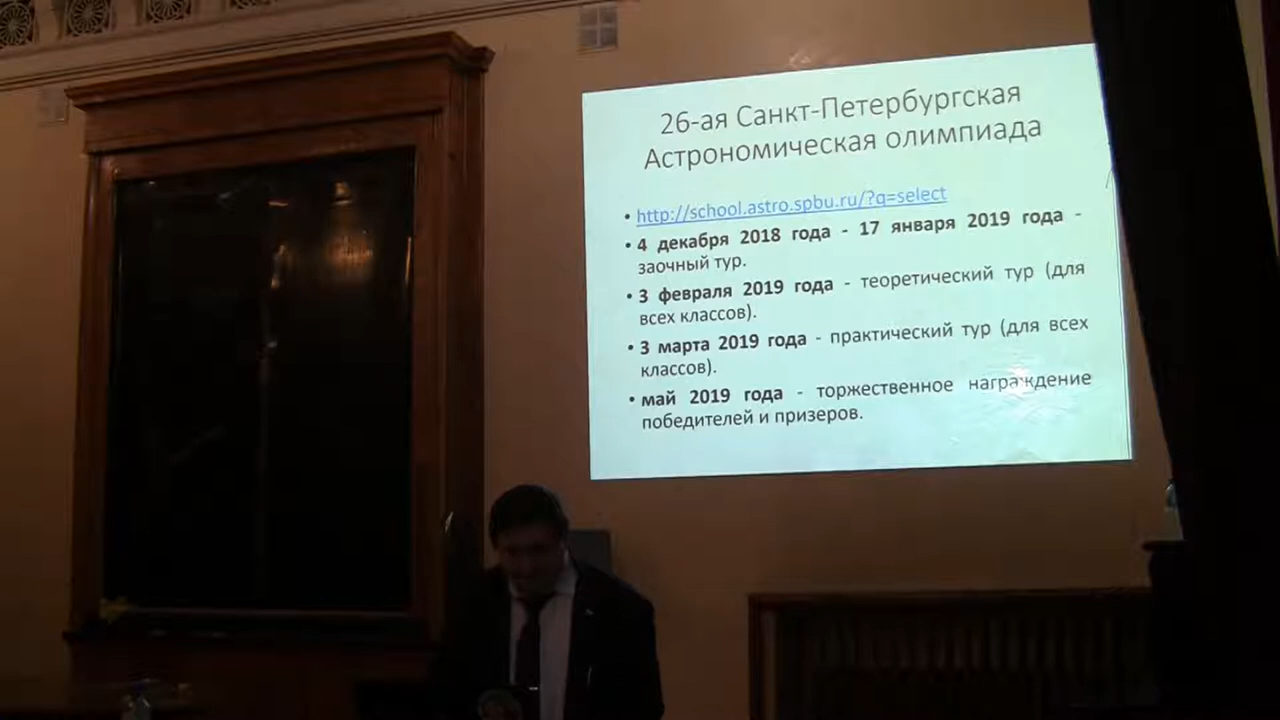 26-ая Санкт-Петербургская
Астрономическая олимпиада
• http://school.astro.spbu.ru/?q=select
• 4 декабря 2018 года - 17 января 2019 года -
заочный тур.
• 3 февраля 2019 года - теоретический тур (для
всех классов).
• 3 марта 2019 года - практический тур (для всех
классов).
• май 2019 года - торжественное награждение
победителей и призеров.